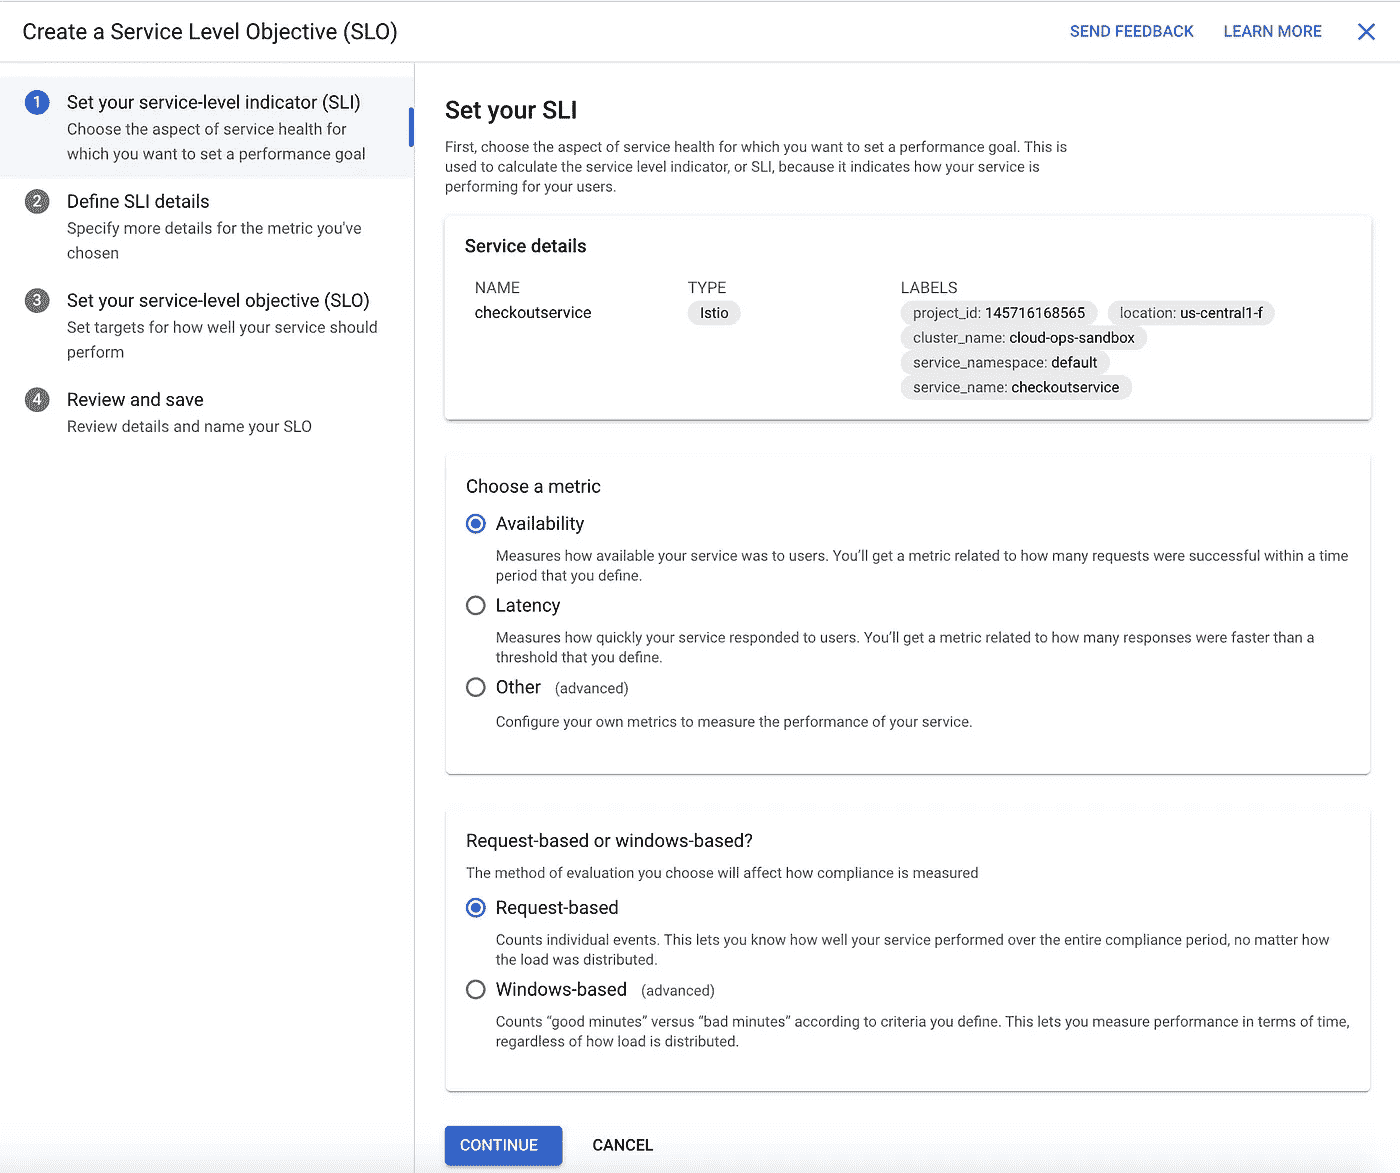 Create a Service Level Objective (SLO)
SEND FEEDBACK
LEARN MORE
1
Set your service-level indicator (SLI)
Choose the aspect of service health for
which you want to set a performance goal
2
Define SLI details
Specify more details for the metric you've
chosen
3
Set your service-level objective (SLO)
Set targets for how well your service should
perform
4
Review and save
Review details and name your SLO
Set your SLI
First, choose the aspect of service health for which you want to set a performance goal. This is
used to calculate the service level indicator, or SLI, because it indicates how your service is
performing for your users.
Service details
NAME
checkoutservice
TYPE
Istio
LABELS
project_id: 145716168565
location: us-central1-f
cluster_name: cloud-ops-sandbox
service_namespace: default
service_name: checkoutservice
Choose a metric
Availability
Measures how available your service was to users. You’ll get a metric related to how many requests were successful within a time
period that you define.
Latency
Measures how quickly your service responded to users. You’ll get a metric related to how many responses were faster than a
threshold that you define.
Other (advanced)
Configure your own metrics to measure the performance of your service.
Request-based or windows-based?
The method of evaluation you choose will affect how compliance is measured
Request-based
Counts individual events. This lets you know how well your service performed over the entire compliance period, no matter how
the load was distributed.
Windows-based (advanced)
Counts “good minutes” versus “bad minutes” according to criteria you define. This lets you measure performance in terms of time,
regardless of how load is distributed.
CONTINUE
CANCEL